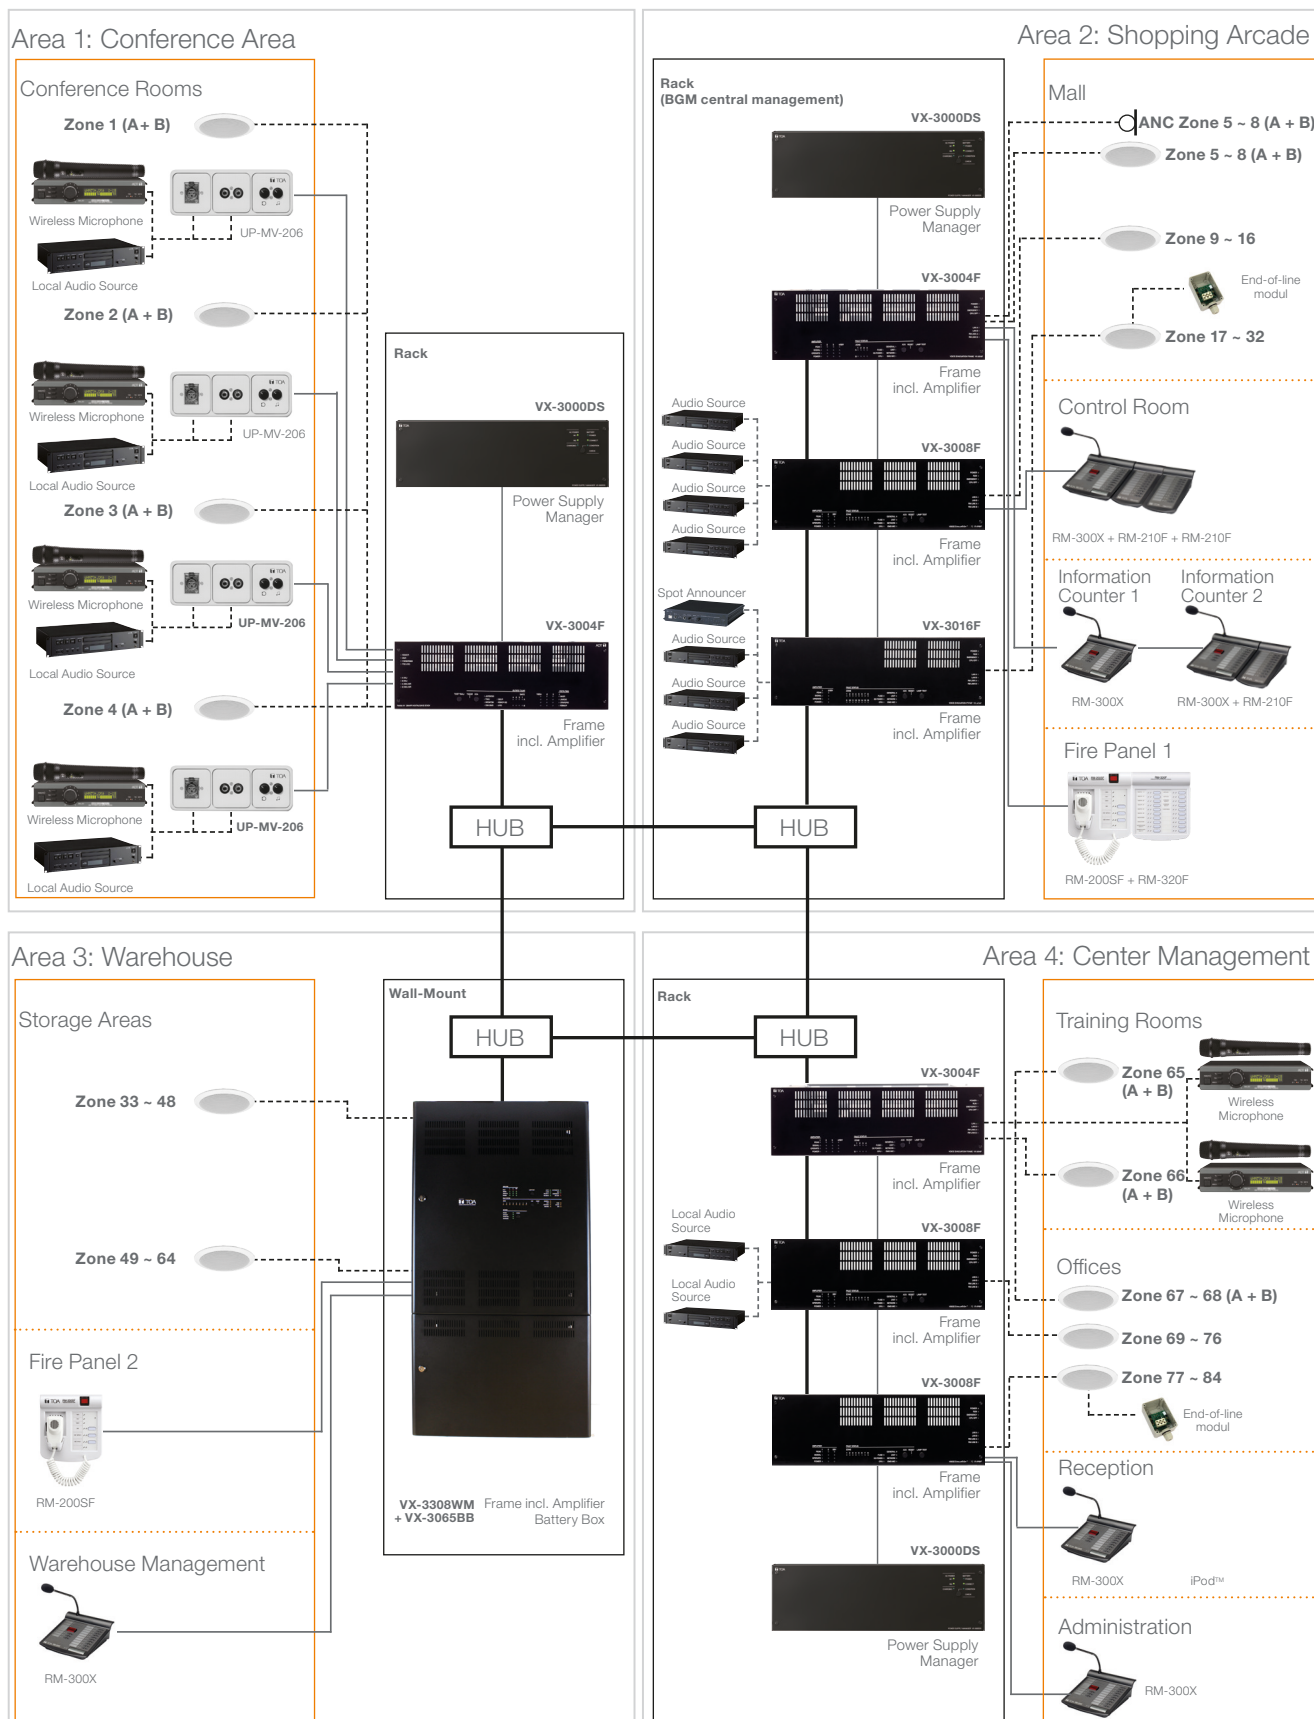 Area 1: Conference Area
Conference Rooms
Zone 1 (A+ B)
Wireless Microphone
TOA
UP-MV-206
Local Audio Source
Zone 2 (A + B)
Wireless Microphone
TOA
UP-MV-206
Local Audio Source
Zone 3 (A + B)
Wireless Microphone
TOA
UP-MV-206
Local Audio Source
Zone 4 (A + B)
Wireless Microphone
TOA
UP-MV-206
Local Audio Source
Rack
VX-3000DS
Power Supply
Manager
VX-3004F
Frame
incl. Amplifier
HUB
Area 2: Shopping Arcade
Rack
(BGM central management)
VX-3000DS
Power Supply
Manager
VX-3004F
Frame
incl. Amplifier
Audio Source
Audio Source
Audio Source
Audio Source
VX-3008F
Frame
incl. Amplifier
Spot Announcer
Audio Source
Audio Source
Audio Source
VX-3016F
Frame
incl. Amplifier
HUB
Mall
ANC Zone 5 ~ 8 (A + B)
Zone 5 ~ 8 (A + B)
Zone 9 ~ 16
End-of-line
modul
Zone 17 ~ 32
Control Room
RM-300X + RM-210F + RM-210F
Information
Counter 1
Information
Counter 2
RM-300X
RM-300X + RM-210F
Fire Panel 1
TOA
RM-200SF + RM-320F
Area 3: Warehouse
Storage Areas
Zone 33 ~ 48
Zone 49 ~ 64
Fire Panel 2
TOA
RM-200SF
Warehouse Management
RM-300X
Wall-Mount
HUB
TOA
VX-3308WM
+ VX-3065BB
Frame incl. Amplifier
Battery Box
Area 4: Center Management
Rack
HUB
VX-3004F
Frame
incl. Amplifier
Local Audio
Source
Local Audio
Source
VX-3008F
Frame
incl. Amplifier
VX-3008F
Frame
incl. Amplifier
VX-3000DS
Power Supply
Manager
Training Rooms
Zone 65
(A + B)
Wireless
Microphone
Zone 66
(A + B)
Wireless
Microphone
Offices
Zone 67 ~ 68 (A + B)
Zone 69 ~ 76
Zone 77 ~ 84
End-of-line
modul
Reception
RM-300X
iPod™
Administration
RM-300X